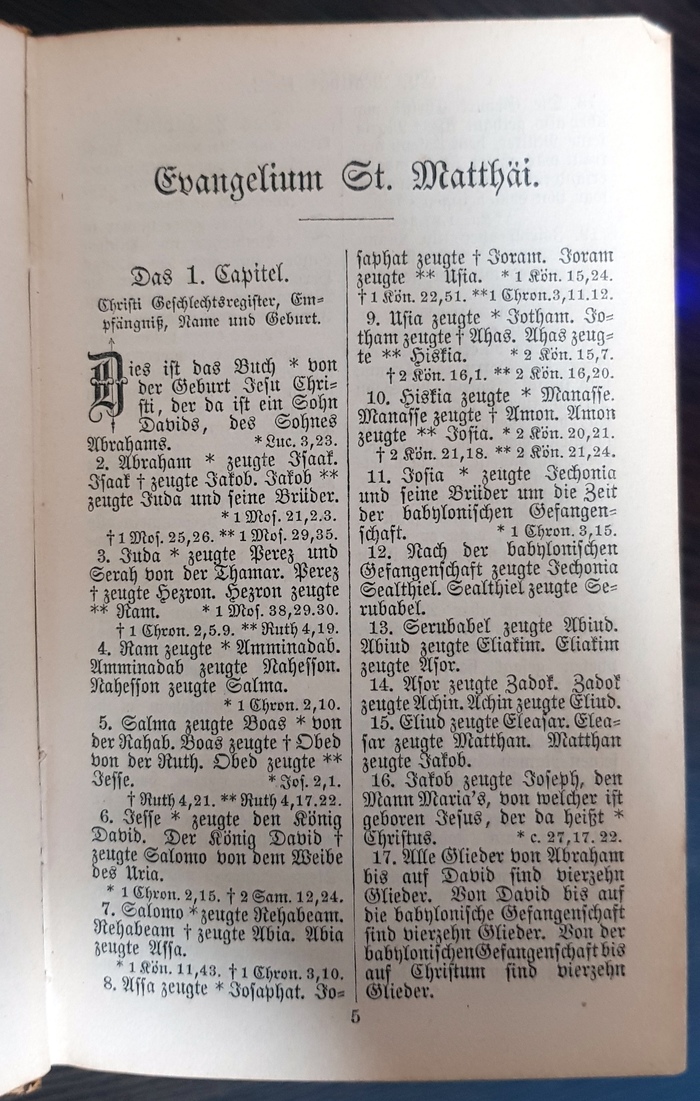 Evangelium St. Matthäi.
Das 1. Capitel.
Christi Geschlechtsregister, Em=
pfängniß, Name und Geburt.
Dies ist das Buch * von
der Geburt Jesu Chri=
sti, der da ist ein Sohn
Davids, des Sohnes
Abrahams. * Luc. 3,23.
2. Abraham * zeugte Isaak.
Isaak † zeugte Jakob. Jakob **
zeugte Juda und seine Brüder.
* 1 Mos. 21,2.3.
† 1 Mos. 25,26. ** 1 Mos. 29,35.
3. Juda * zeugte Perez und
Serah von der Thamar. Perez
† zeugte Hezron. Hezron zeugte
** Ram. * 1 Mos. 38,29.30.
† 1 Chron. 2,5.9. ** Ruth 4,19.
4. Ram zeugte * Amminadab.
Amminadab zeugte Nahesson.
Nahesson zeugte Salma.
* 1 Chron. 2,10.
5. Salma zeugte Boas * von
der Rahab. Boas zeugte † Obed
von der Ruth. Obed zeugte **
Jesse. * Jos. 2,1.
† Ruth 4,21. ** Ruth 4,17.22.
6. Jesse * zeugte den König
David. Der König David †
zeugte Salomo von dem Weibe
des Uria.
* 1 Chron. 2,15. † 2 Sam. 12,24.
7. Salomo * zeugte Rehabeam.
Rehabeam † zeugte Abia. Abia
zeugte Assa.
* 1 Kön. 11,43. † 1 Chron. 3,10.
8. Assa zeugte * Josaphat. Jo=
saphat zeugte † Joram. Joram
zeugte ** Usia. * 1 Kön. 15,24.
† 1 Kön. 22,51. **1 Chron.3,11.12.
9. Usia zeugte * Jotham. Jo=
tham zeugte † Ahas. Ahas zeug=
te ** Hiskia. * 2 Kön. 15,7.
† 2 Kön. 16,1. ** 2 Kön. 16,20.
10. Hiskia zeugte * Manasse.
Manasse zeugte † Amon. Amon
zeugte ** Josia. * 2 Kön. 20,21.
† 2 Kön. 21,18. ** 2 Kön. 21,24.
11. Josia * zeugte Jechonia
und seine Brüder um die Zeit
der babylonischen Gefangen=
schaft. * 1 Chron. 3,15.
12. Nach der babylonischen
Gefangenschaft zeugte Jechonia
Sealthiel. Sealthiel zeugte Se=
rubabel.
13. Serubabel zeugte Abiud.
Abiud zeugte Eliakim. Eliakim
zeugte Asor.
14. Asor zeugte Zadok. Zadok
zeugte Achin. Achin zeugte Eliud.
15. Eliud zeugte Eleasar. Elea=
sar zeugte Matthan. Matthan
zeugte Jakob.
16. Jakob zeugte Joseph, den
Mann Maria's, von welcher ist
geboren Jesus, der da heißt *
Christus. * c. 27,17. 22.
17. Alle Glieder von Abraham
bis auf David sind vierzehn
Glieder. Von David bis auf
die babylonische Gefangenschaft
sind vierzehn Glieder. Von der
babylonischen Gefangenschaft bis
auf Christum sind vierzehn
Glieder.
5